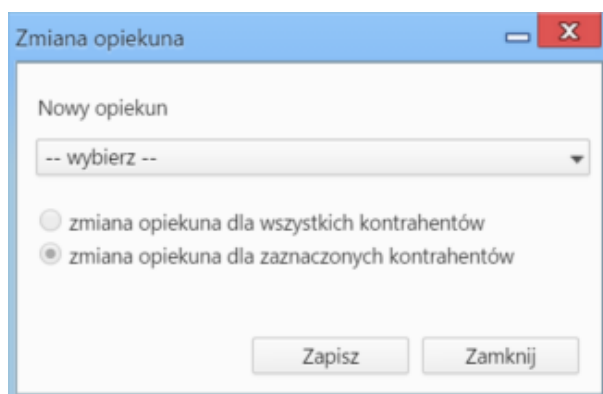 Zmiana opiekuna
Nowy opiekun
-- wybierz --
zmiana opiekuna dla wszystkich kontrahentów
zmiana opiekuna dla zaznaczonych kontrahentów
Zapisz Zamknij